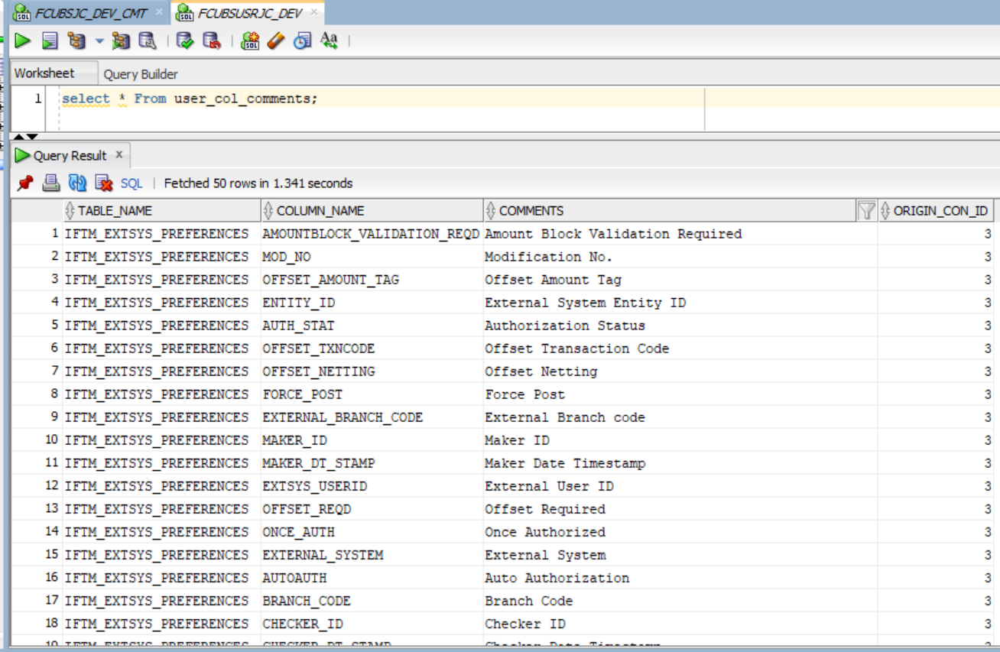 FCUBSJC_DEV_CMT × FCUBSUSRJC_DEV ×
Worksheet Query Builder
1 select * From user_col_comments;
Query Result x
SQL | Fetched 50 rows in 1.341 seconds
TABLE_NAME COLUMN_NAME COMMENTS ORIGIN_CON_ID
1 IFTM_EXTSYS_PREFERENCES AMOUNTBLOCK_VALIDATION_REQD Amount Block Validation Required 3
2 IFTM_EXTSYS_PREFERENCES MOD_NO Modification No. 3
3 IFTM_EXTSYS_PREFERENCES OFFSET_AMOUNT_TAG Offset Amount Tag 3
4 IFTM_EXTSYS_PREFERENCES ENTITY_ID External System Entity ID 3
5 IFTM_EXTSYS_PREFERENCES AUTH_STAT Authorization Status 3
6 IFTM_EXTSYS_PREFERENCES OFFSET_TXNCODE Offset Transaction Code 3
7 IFTM_EXTSYS_PREFERENCES OFFSET_NETTING Offset Netting 3
8 IFTM_EXTSYS_PREFERENCES FORCE_POST Force Post 3
9 IFTM_EXTSYS_PREFERENCES EXTERNAL_BRANCH_CODE External Branch code 3
10 IFTM_EXTSYS_PREFERENCES MAKER_ID Maker ID 3
11 IFTM_EXTSYS_PREFERENCES MAKER_DT_STAMP Maker Date Timestamp 3
12 IFTM_EXTSYS_PREFERENCES EXTSYS_USERID External User ID 3
13 IFTM_EXTSYS_PREFERENCES OFFSET_REQD Offset Required 3
14 IFTM_EXTSYS_PREFERENCES ONCE_AUTH Once Authorized 3
15 IFTM_EXTSYS_PREFERENCES EXTERNAL_SYSTEM External System 3
16 IFTM_EXTSYS_PREFERENCES AUTOAUTH Auto Authorization 3
17 IFTM_EXTSYS_PREFERENCES BRANCH_CODE Branch Code 3
18 IFTM_EXTSYS_PREFERENCES CHECKER_ID Checker ID 3
19 IFTM_EXTSYS_PREFERENCES CHECKER_DT_STAMP Checker Date Timestamp 3